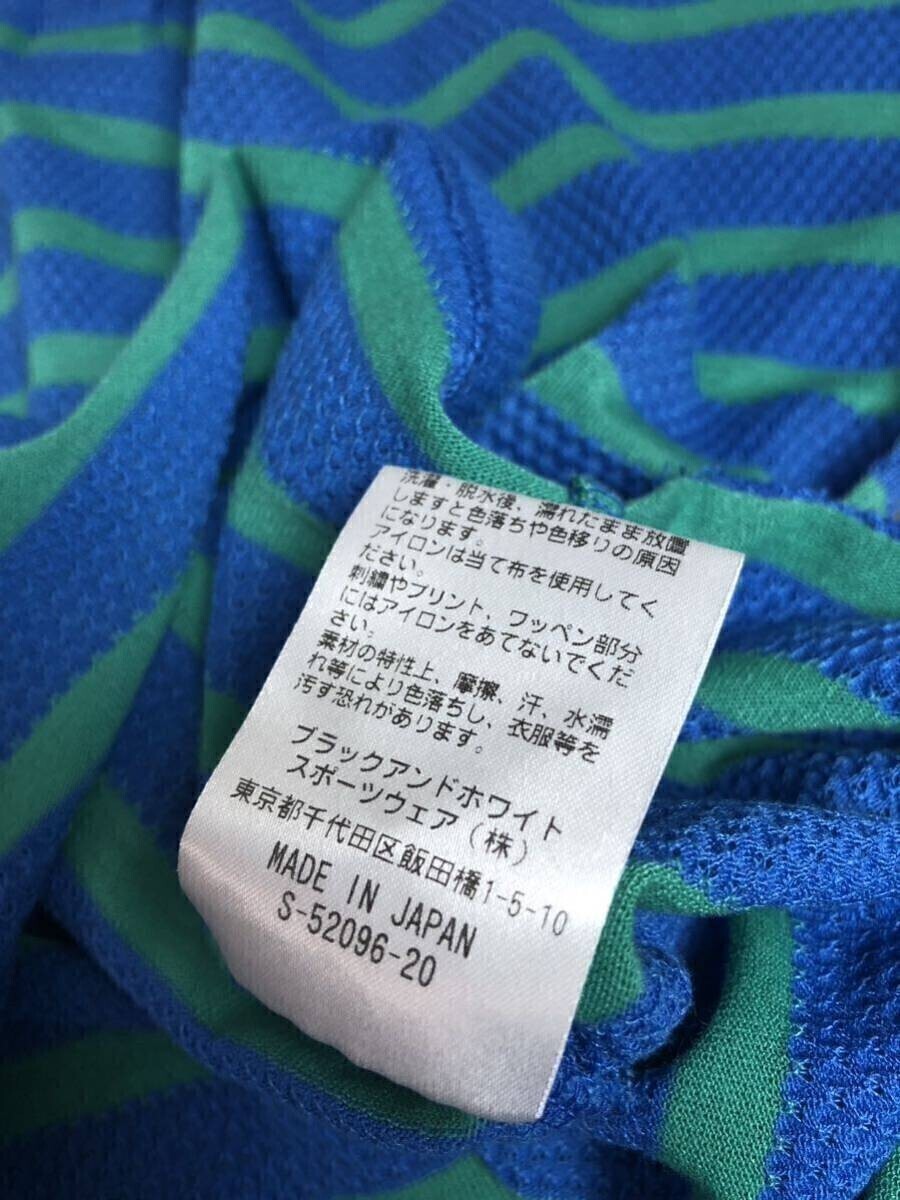 洗濯・脱水後、濡れたまま放置
しますと色落ちや色移りの原因
になります。
アイロンは当て布を使用してく
ださい。
刺繍やプリント、ワッペン部分
にはアイロンをあてないでくだ
さい。
素材の特性上、摩擦、汗、水濡
れ等により色落ちし、衣服等を
汚す恐れがあります。
ブラックアンドホワイト
スポーツウェア(株)
東京都千代田区飯田橋1-5-10
MADE IN JAPAN
S-52096-20